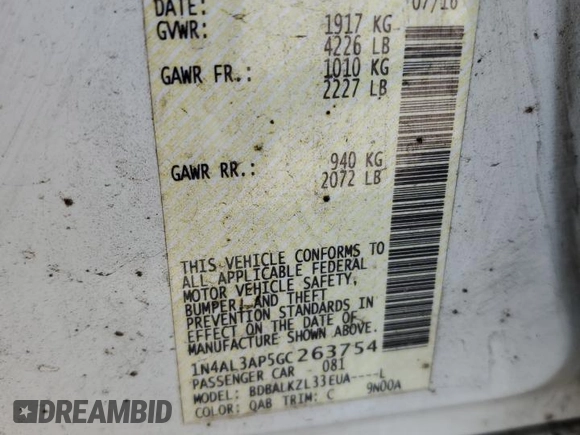 DATE: 07/16
GVWR: 1917 KG
4226 LB
GAWR FR.: 1010 KG
2227 LB
GAWR RR.: 940 KG
2072 LB
THIS VEHICLE CONFORMS TO
ALL APPLICABLE FEDERAL
MOTOR VEHICLE SAFETY,
BUMPER, AND THEFT
PREVENTION STANDARDS IN
EFFECT ON THE DATE OF
MANUFACTURE SHOWN ABOVE.
1N4AL3AP5GC263754
PASSENGER CAR 081
MODEL: BDBALKZL33EUA----L
COLOR: QAB TRIM: C 9N00A
AutoBidMaster